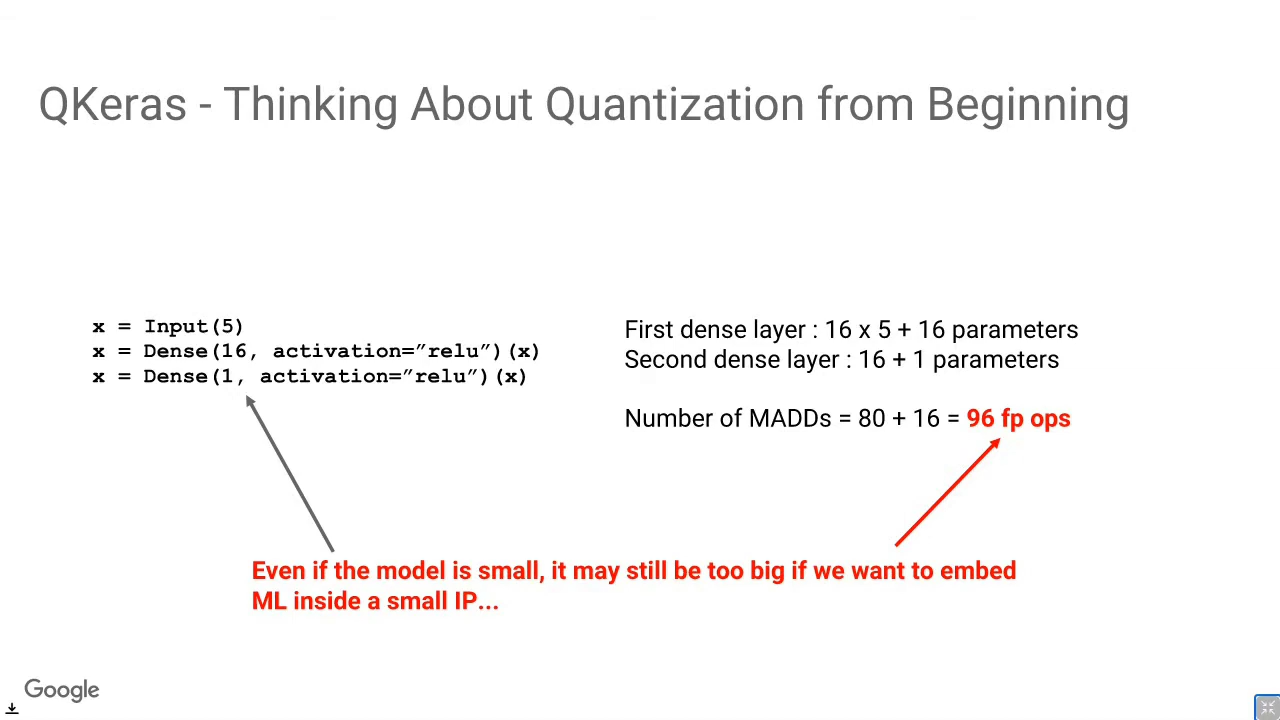 QKeras - Thinking About Quantization from Beginning
x = Input(5)
x = Dense(16, activation=”relu”)(x)
x = Dense(1, activation=”relu”)(x)
First dense layer : 16 x 5 + 16 parameters
Second dense layer : 16 + 1 parameters
Number of MADDs = 80 + 16 = 96 fp ops
Even if the model is small, it may still be too big if we want to embed
ML inside a small IP...
Google